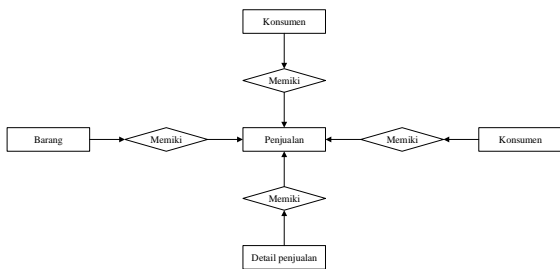 Konsumen
Memiki
Barang
Memiki
Penjualan
Memiki
Konsumen
Memiki
Detail penjualan